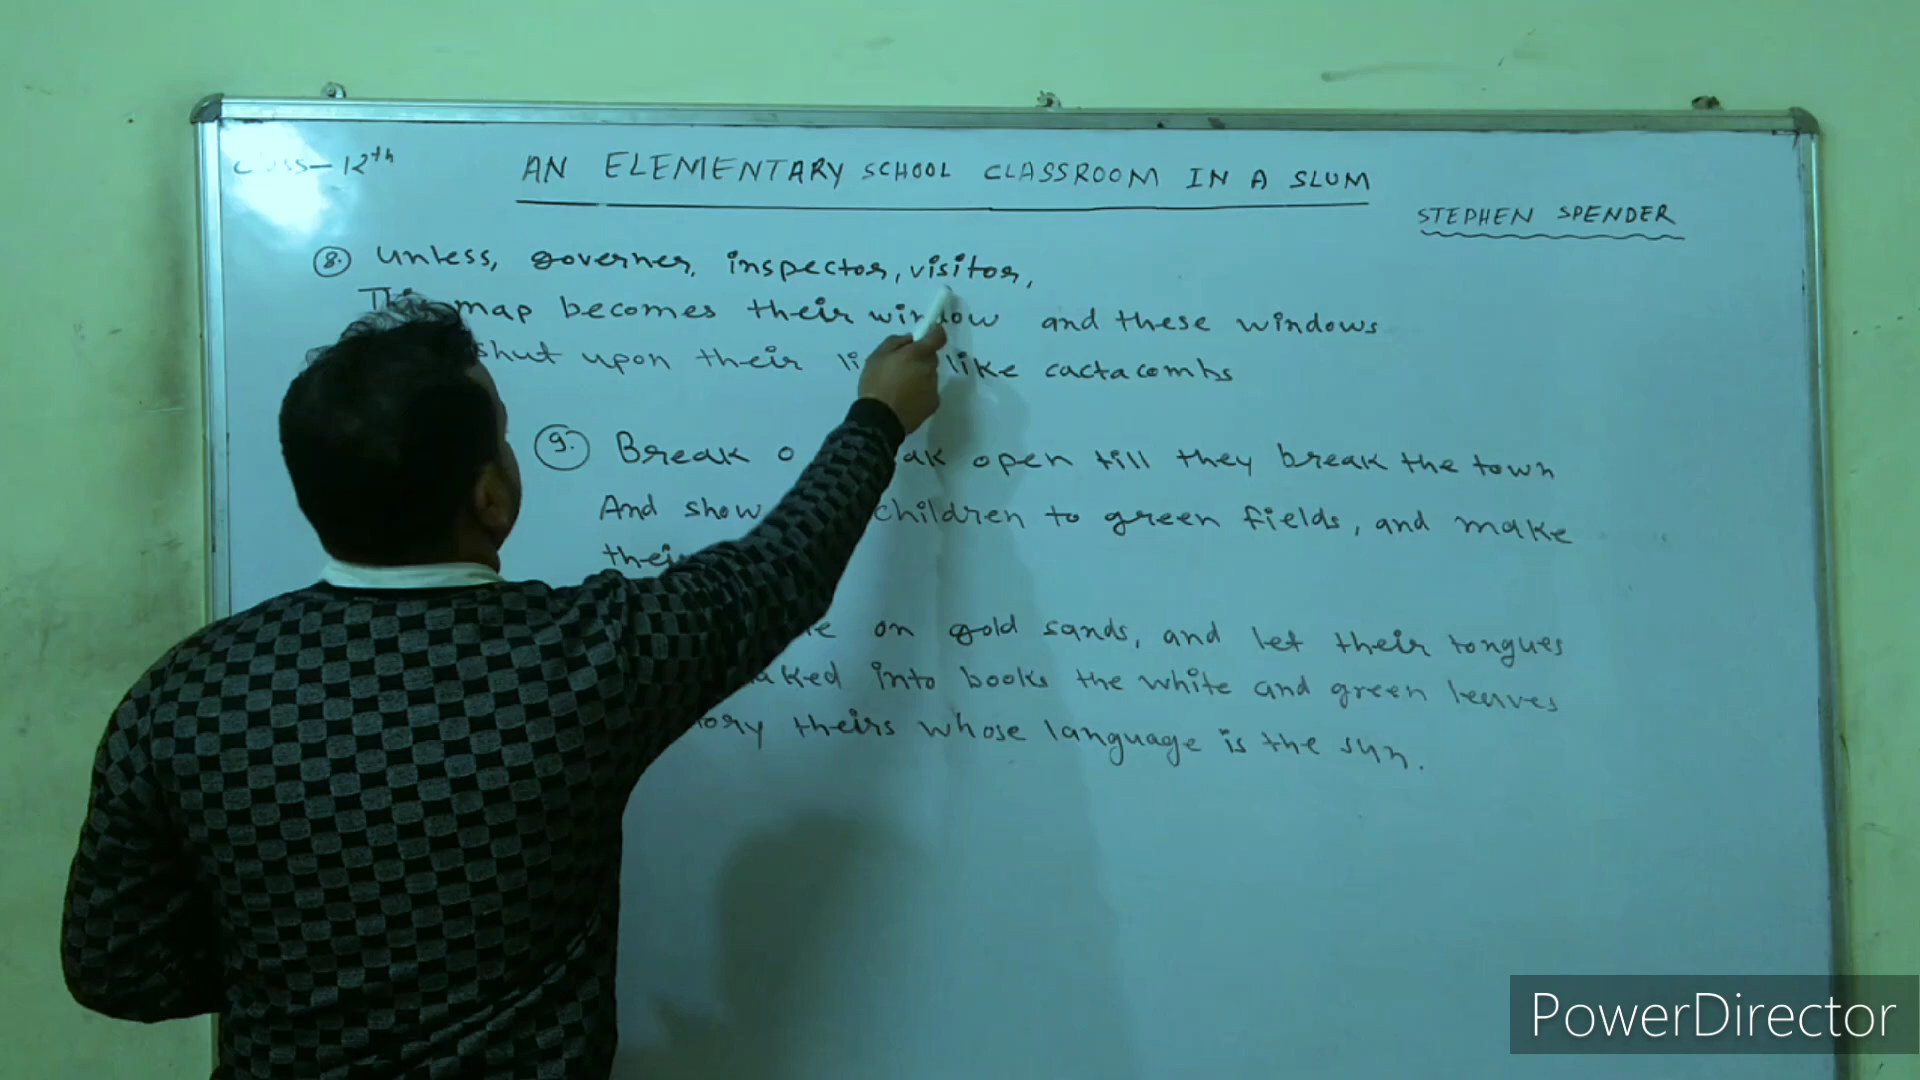 Class-12th
AN ELEMENTARY SCHOOL CLASSROOM IN A SLUM
STEPHEN SPENDER
8. Unless, governer, inspector, visitor,
map becomes their window and these windows
shut upon their like cactacombs
9. Break open till they break the town
And show children to green fields, and make
on gold sands, and let their tongues
into books the white and green leaves
theirs whose language is the sun.
PowerDirector